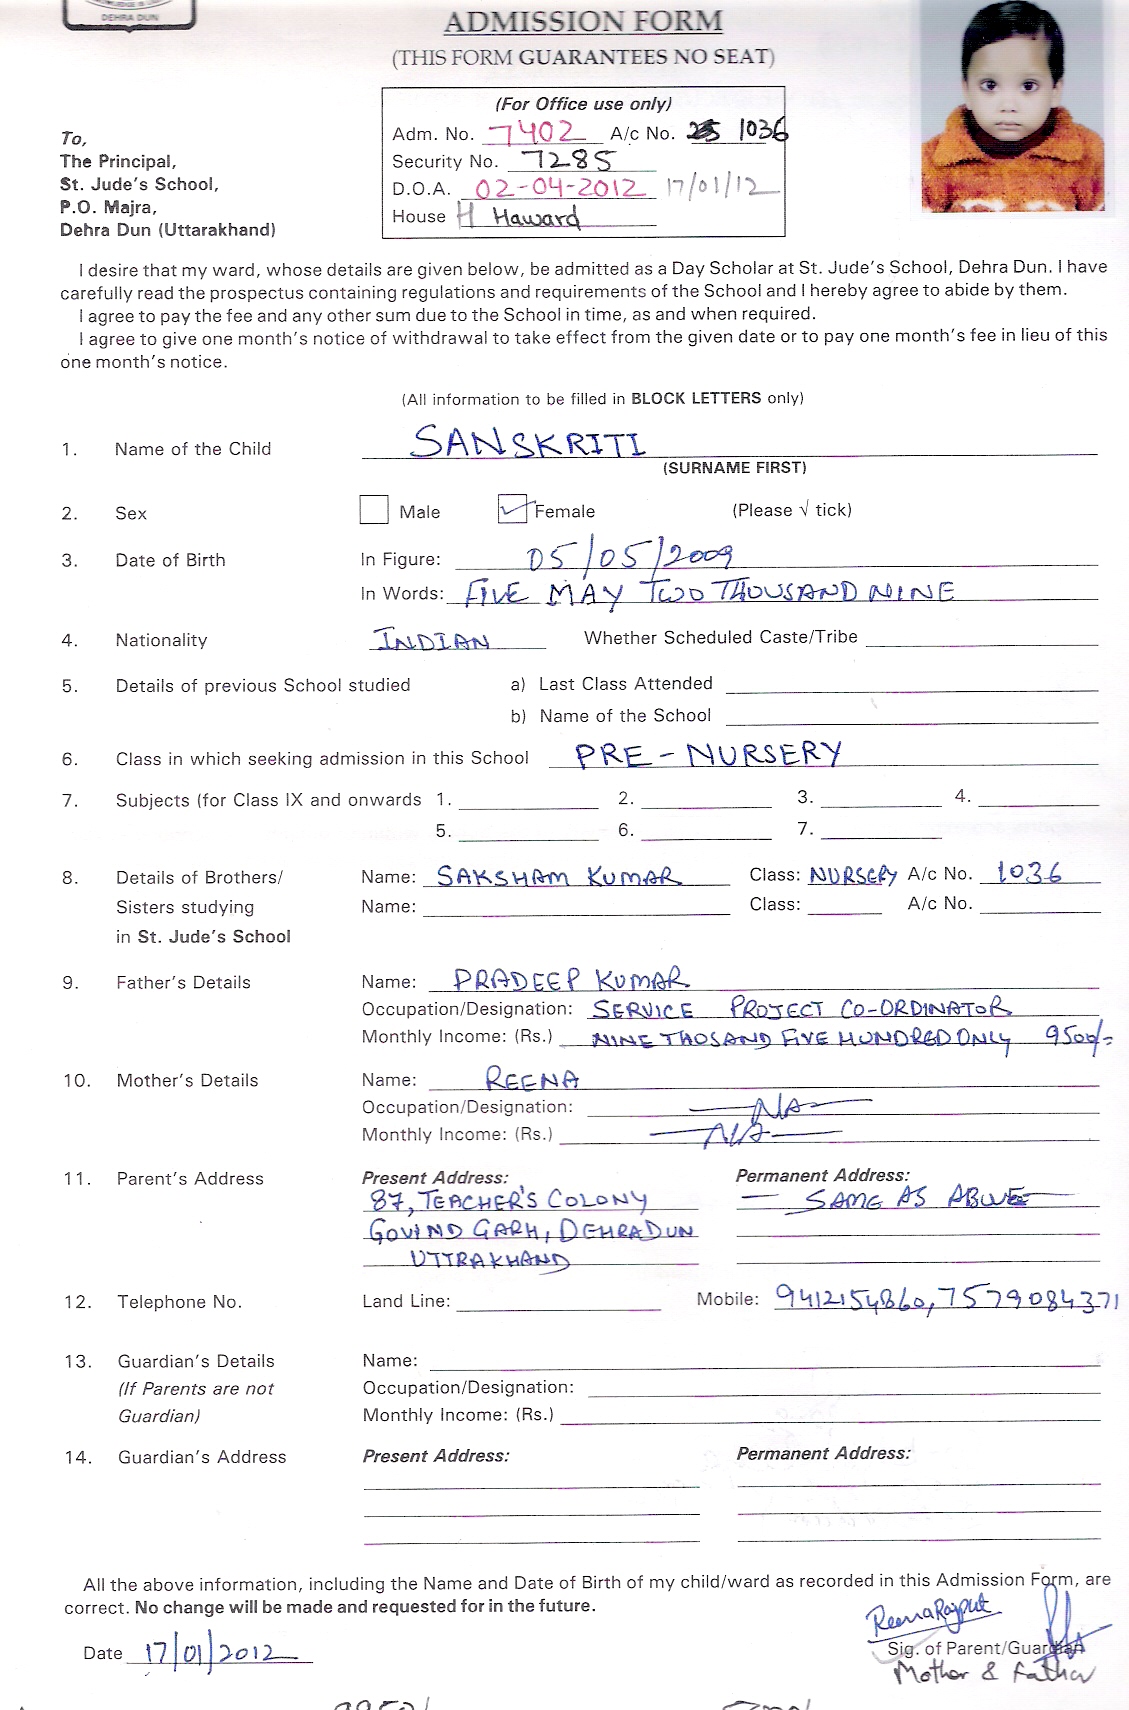 DEHRA DUN
ADMISSION FORM
(THIS FORM GUARANTEES NO SEAT)
(For Office use only)
Adm. No. 7402 A/c No. 1036
Security No. 7285
D.O.A. 02-04-2012 17/01/12
House H Haward
To,
The Principal,
St. Jude's School,
P.O. Majra,
Dehra Dun (Uttarakhand)
I desire that my ward, whose details are given below, be admitted as a Day Scholar at St. Jude's School, Dehra Dun. I have
carefully read the prospectus containing regulations and requirements of the School and I hereby agree to abide by them.
I agree to pay the fee and any other sum due to the School in time, as and when required.
I agree to give one month's notice of withdrawal to take effect from the given date or to pay one month's fee in lieu of this
one month's notice.
(All information to be filled in BLOCK LETTERS only)
1. Name of the Child SANSKRITI
(SURNAME FIRST)
2. Sex Male Female (Please √ tick)
3. Date of Birth In Figure: 05/05/2009
In Words: FIVE MAY TWO THOUSAND NINE
4. Nationality INDIAN Whether Scheduled Caste/Tribe
5. Details of previous School studied a) Last Class Attended
b) Name of the School
6. Class in which seeking admission in this School PRE-NURSERY
7. Subjects (for Class IX and onwards 1. 2. 3. 4.
5. 6. 7.
8. Details of Brothers/ Name: SAKSHAM KUMAR Class: NURSERY A/c No. 1036
Sisters studying Name: Class: A/c No.
in St. Jude's School
9. Father's Details Name: PRADEEP KUMAR
Occupation/Designation: SERVICE PROJECT CO-ORDINATOR
Monthly Income: (Rs.) NINE THOSAND FIVE HUNDRED ONLY 9500/-
10. Mother's Details Name: REENA
Occupation/Designation: NA
Monthly Income: (Rs.) NA
11. Parent's Address Present Address: Permanent Address:
87, TEACHER'S COLONY SAME AS ABOVE
GOVIND GARH, DEHRADUN
UTTRAKHAND
12. Telephone No. Land Line: Mobile: 9412154860, 7579084371
13. Guardian's Details Name:
(If Parents are not Occupation/Designation:
Guardian) Monthly Income: (Rs.)
14. Guardian's Address Present Address: Permanent Address:
All the above information, including the Name and Date of Birth of my child/ward as recorded in this Admission Form, are
correct. No change will be made and requested for in the future.
Reena Rajput
Date 17/01/2012 Sig. of Parent/Guardian
Mother & Father